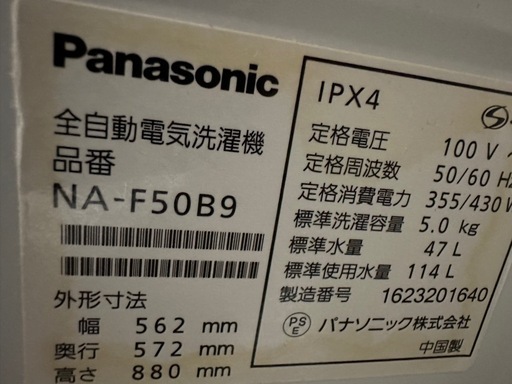 Panasonic
全自動電気洗濯機
品番
NA-F50B9
外形寸法
幅 562 mm
奥行 572 mm
高さ 880 mm
IPX4
定格電圧 100 V
定格周波数 50/60 Hz
定格消費電力 355/430 W
標準洗濯容量 5.0 kg
標準水量 47 L
標準使用水量 114 L
製造番号 1623201640
PSE パナソニック株式会社
中国製